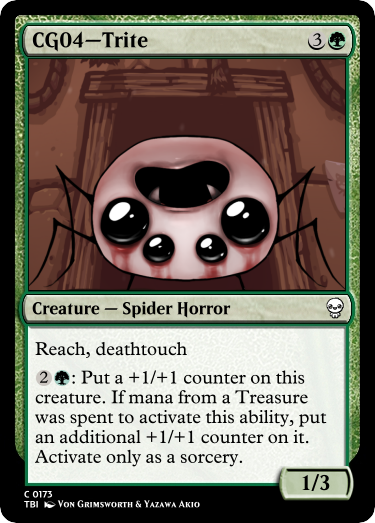 CG04—Trite 3
Creature — Spider Horror
Reach, deathtouch
2 : Put a +1/+1 counter on this
creature. If mana from a Treasure
was spent to activate this ability, put
an additional +1/+1 counter on it.
Activate only as a sorcery.
1/3
C 0173
TBI Von Grimsworth & Yazawa Akio